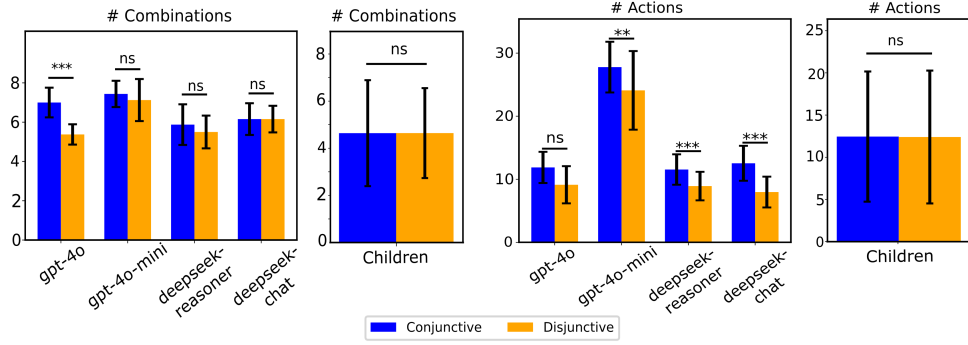 # Combinations
***
ns
ns
ns
8
6
4
2
0
gpt-4o
gpt-4o-mini
deepseek-
reasoner
deepseek-
chat
# Combinations
ns
8
6
4
2
0
Children
# Actions
ns
**
***
***
30
20
10
0
gpt-4o
gpt-4o-mini
deepseek-
reasoner
deepseek-
chat
# Actions
ns
25
20
15
10
5
0
Children
Conjunctive
Disjunctive